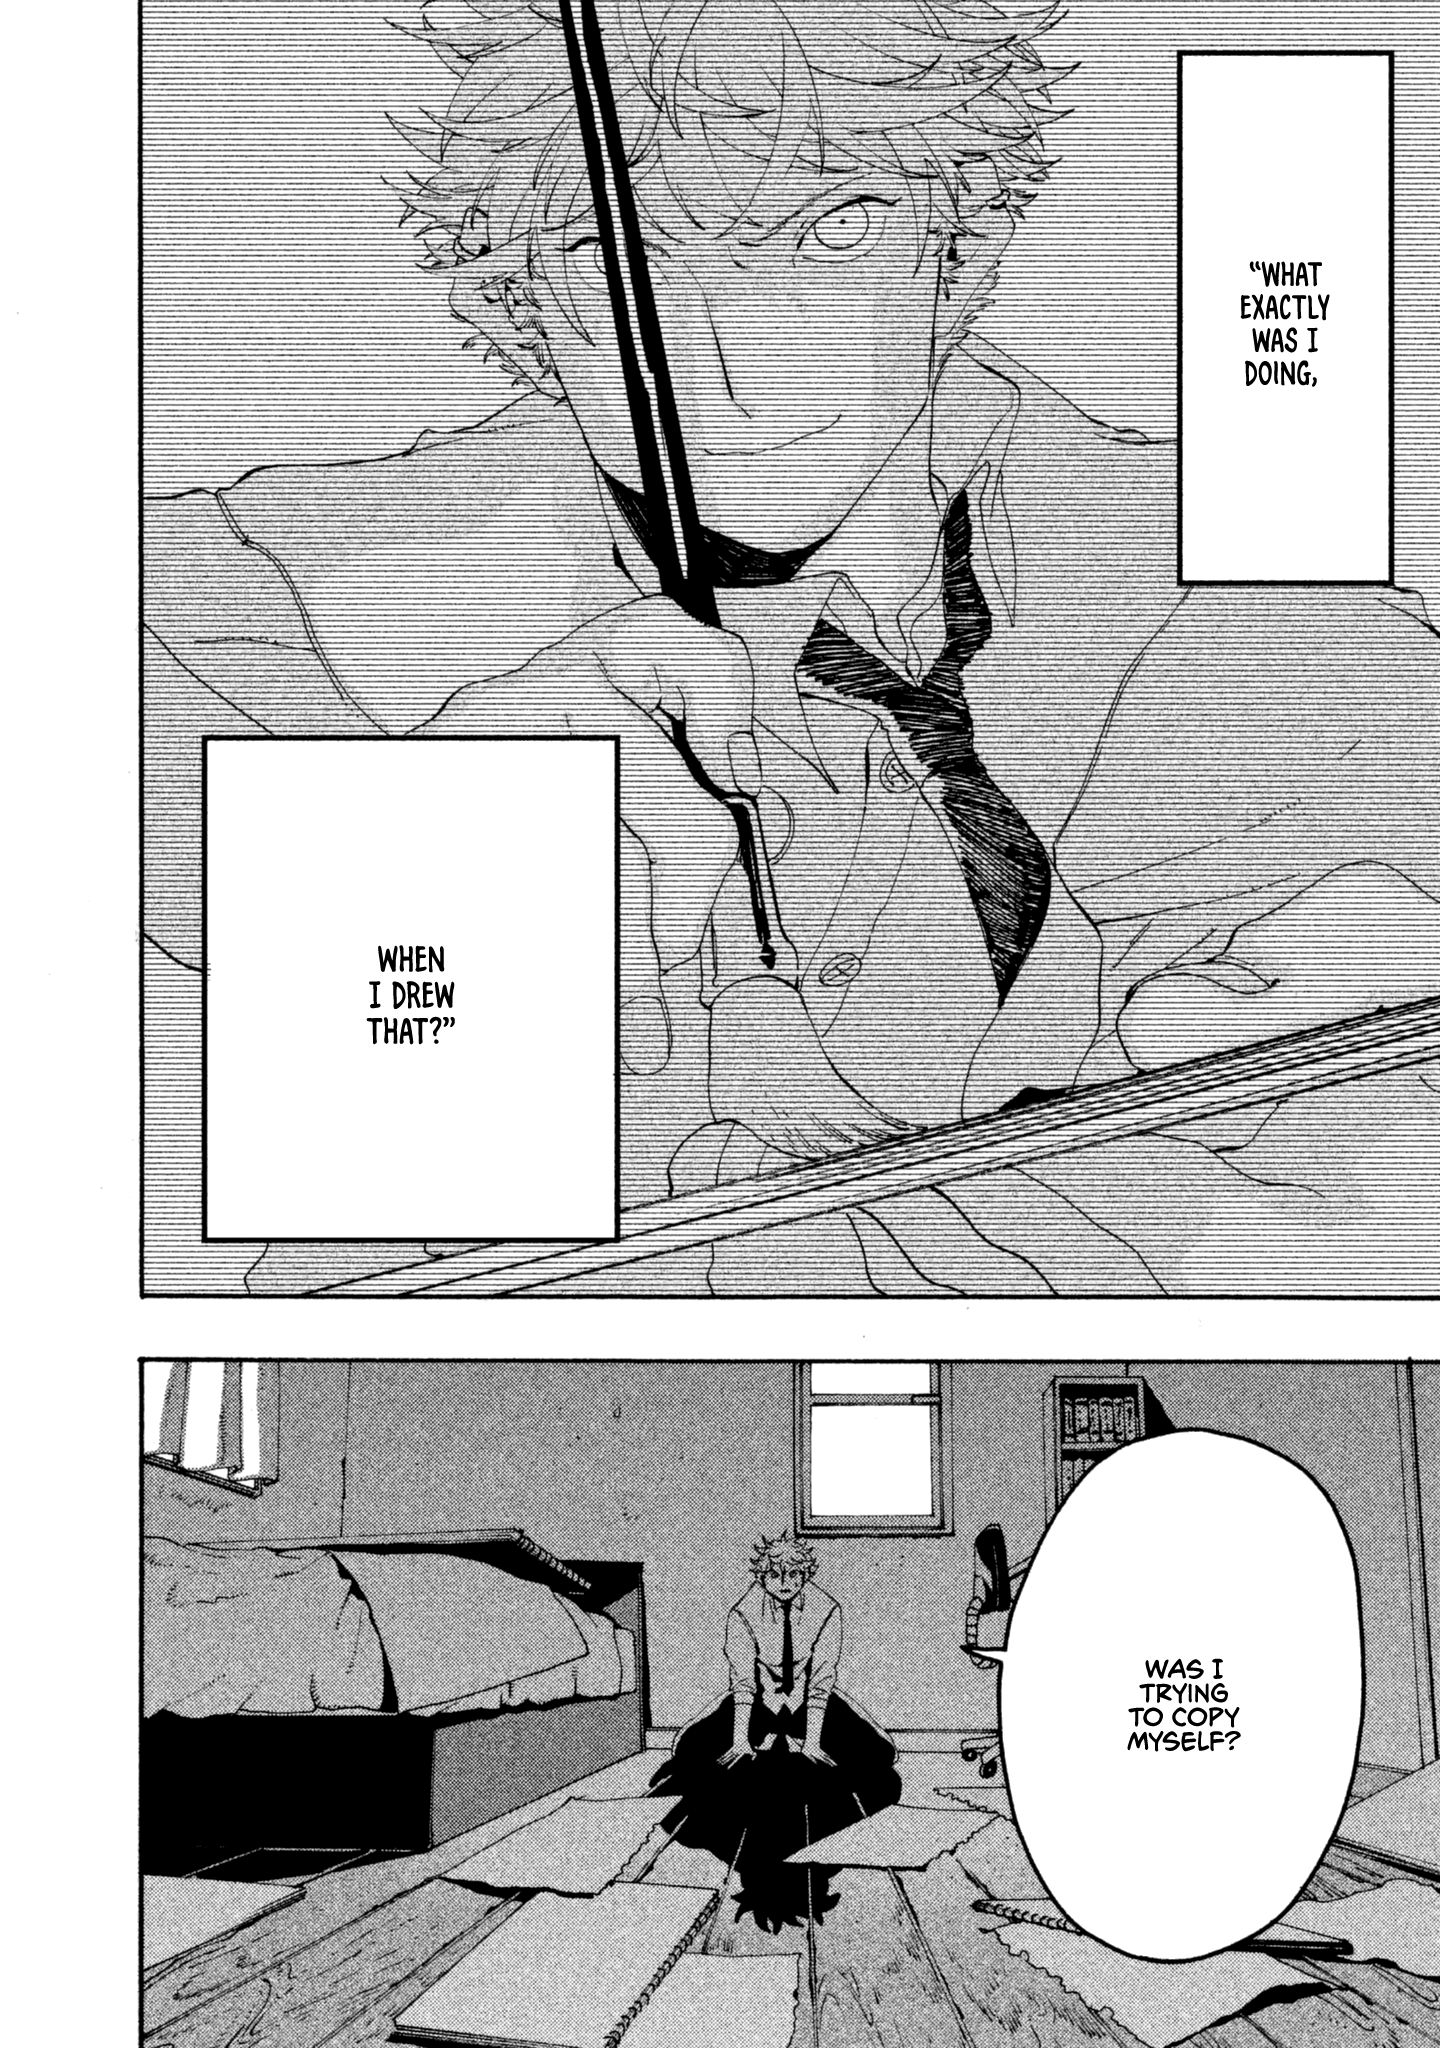 “WHAT
EXACTLY
WAS I
DOING,
WHEN
I DREW
THAT?”
WAS I
TRYING
TO COPY
MYSELF?